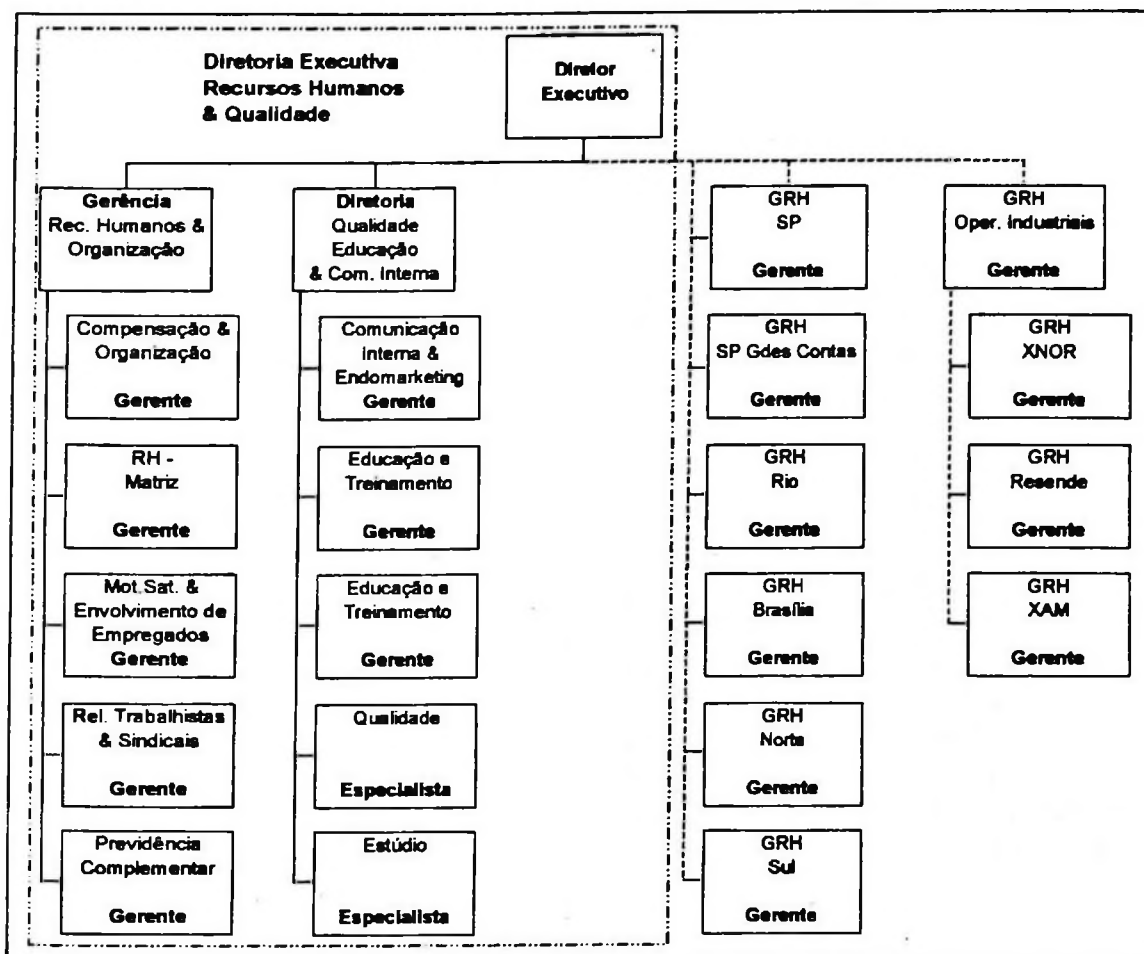 Diretoria Executiva
Recursos Humanos
& Qualidade
Diretor
Executivo
Gerência
Rec. Humanos &
Organização
Diretoria
Qualidade
Educação
& Com. Interna
GRH
SP
Gerente
GRH
Oper. Industriais
Gerente
Compensação &
Organização
Gerente
Comunicação
Interna &
Endomarketing
Gerente
GRH
SP Gdes Contas
Gerente
GRH
XNOR
Gerente
RH -
Matriz
Gerente
Educação e
Treinamento
Gerente
GRH
Rio
Gerente
GRH
Resende
Gerente
Mot.Sat. &
Envolvimento de
Empregados
Gerente
Educação e
Treinamento
Gerente
GRH
Brasília
Gerente
GRH
XAM
Gerente
Rel. Trabalhistas
& Sindicais
Gerente
Qualidade
Especialista
GRH
Norte
Gerente
Previdência
Complementar
Gerente
Estúdio
Especialista
GRH
Sul
Gerente